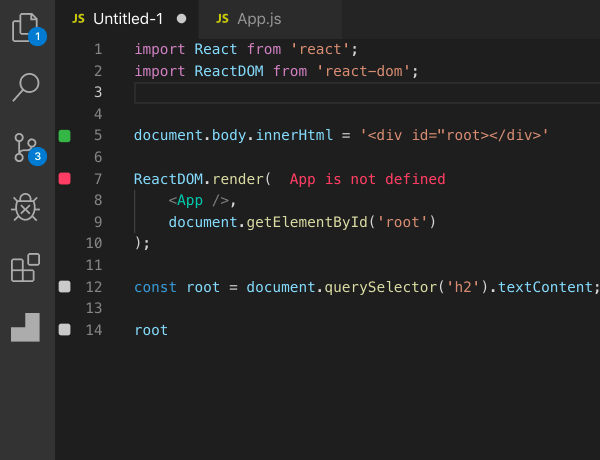 JS Untitled-1 JS App.js
1 import React from 'react';
2 import ReactDOM from 'react-dom';
3
4
5 document.body.innerHtml = '<div id="root></div>'
6
7 ReactDOM.render( App is not defined
8 <App />,
9 document.getElementById('root')
10 );
11
12 const root = document.querySelector('h2').textContent;
13
14 root
1
3